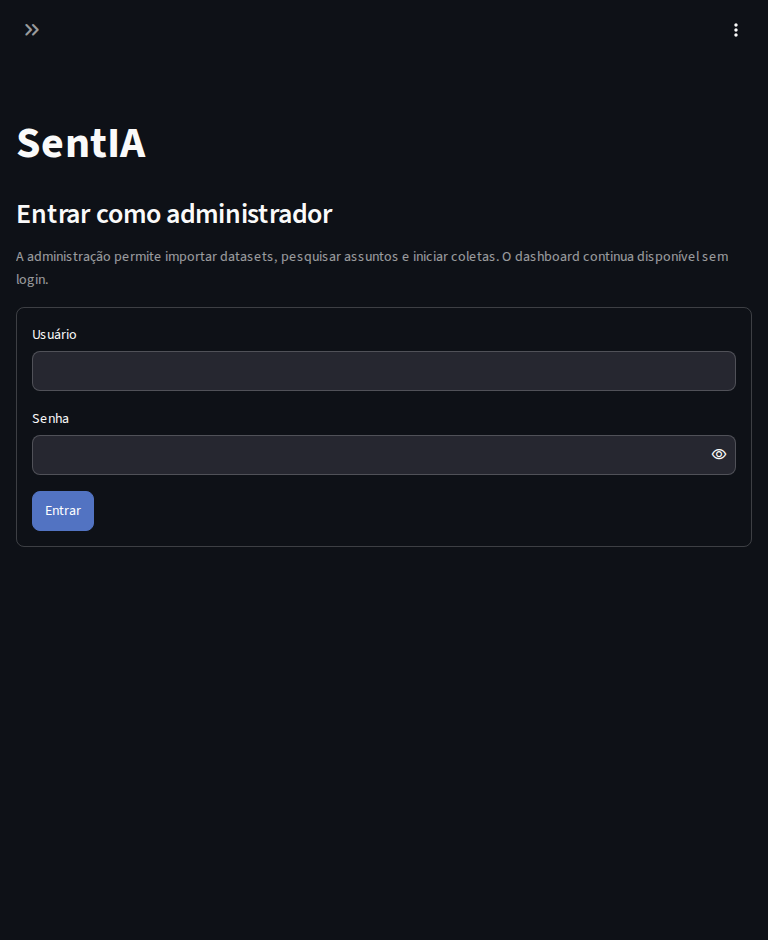 SentIA
Entrar como administrador
A administração permite importar datasets, pesquisar assuntos e iniciar coletas. O dashboard continua disponível sem
login.
Usuário
Senha
Entrar